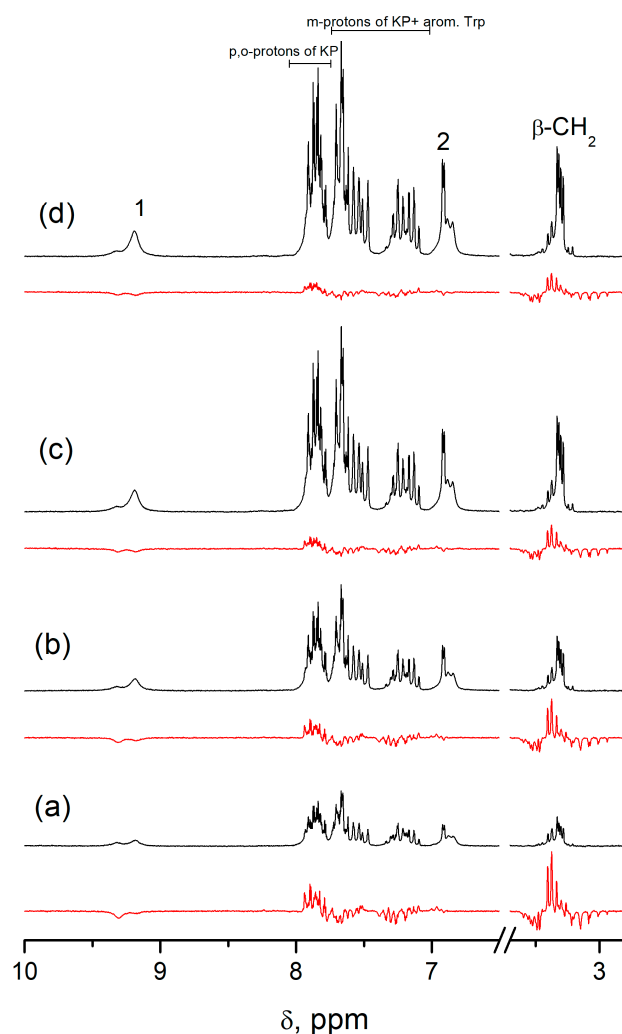 m-protons of KP+ arom. Trp
p,o-protons of KP
β-CH₂
2
1
(d)
(c)
(b)
(a)
10 9 8 7 3
δ, ppm